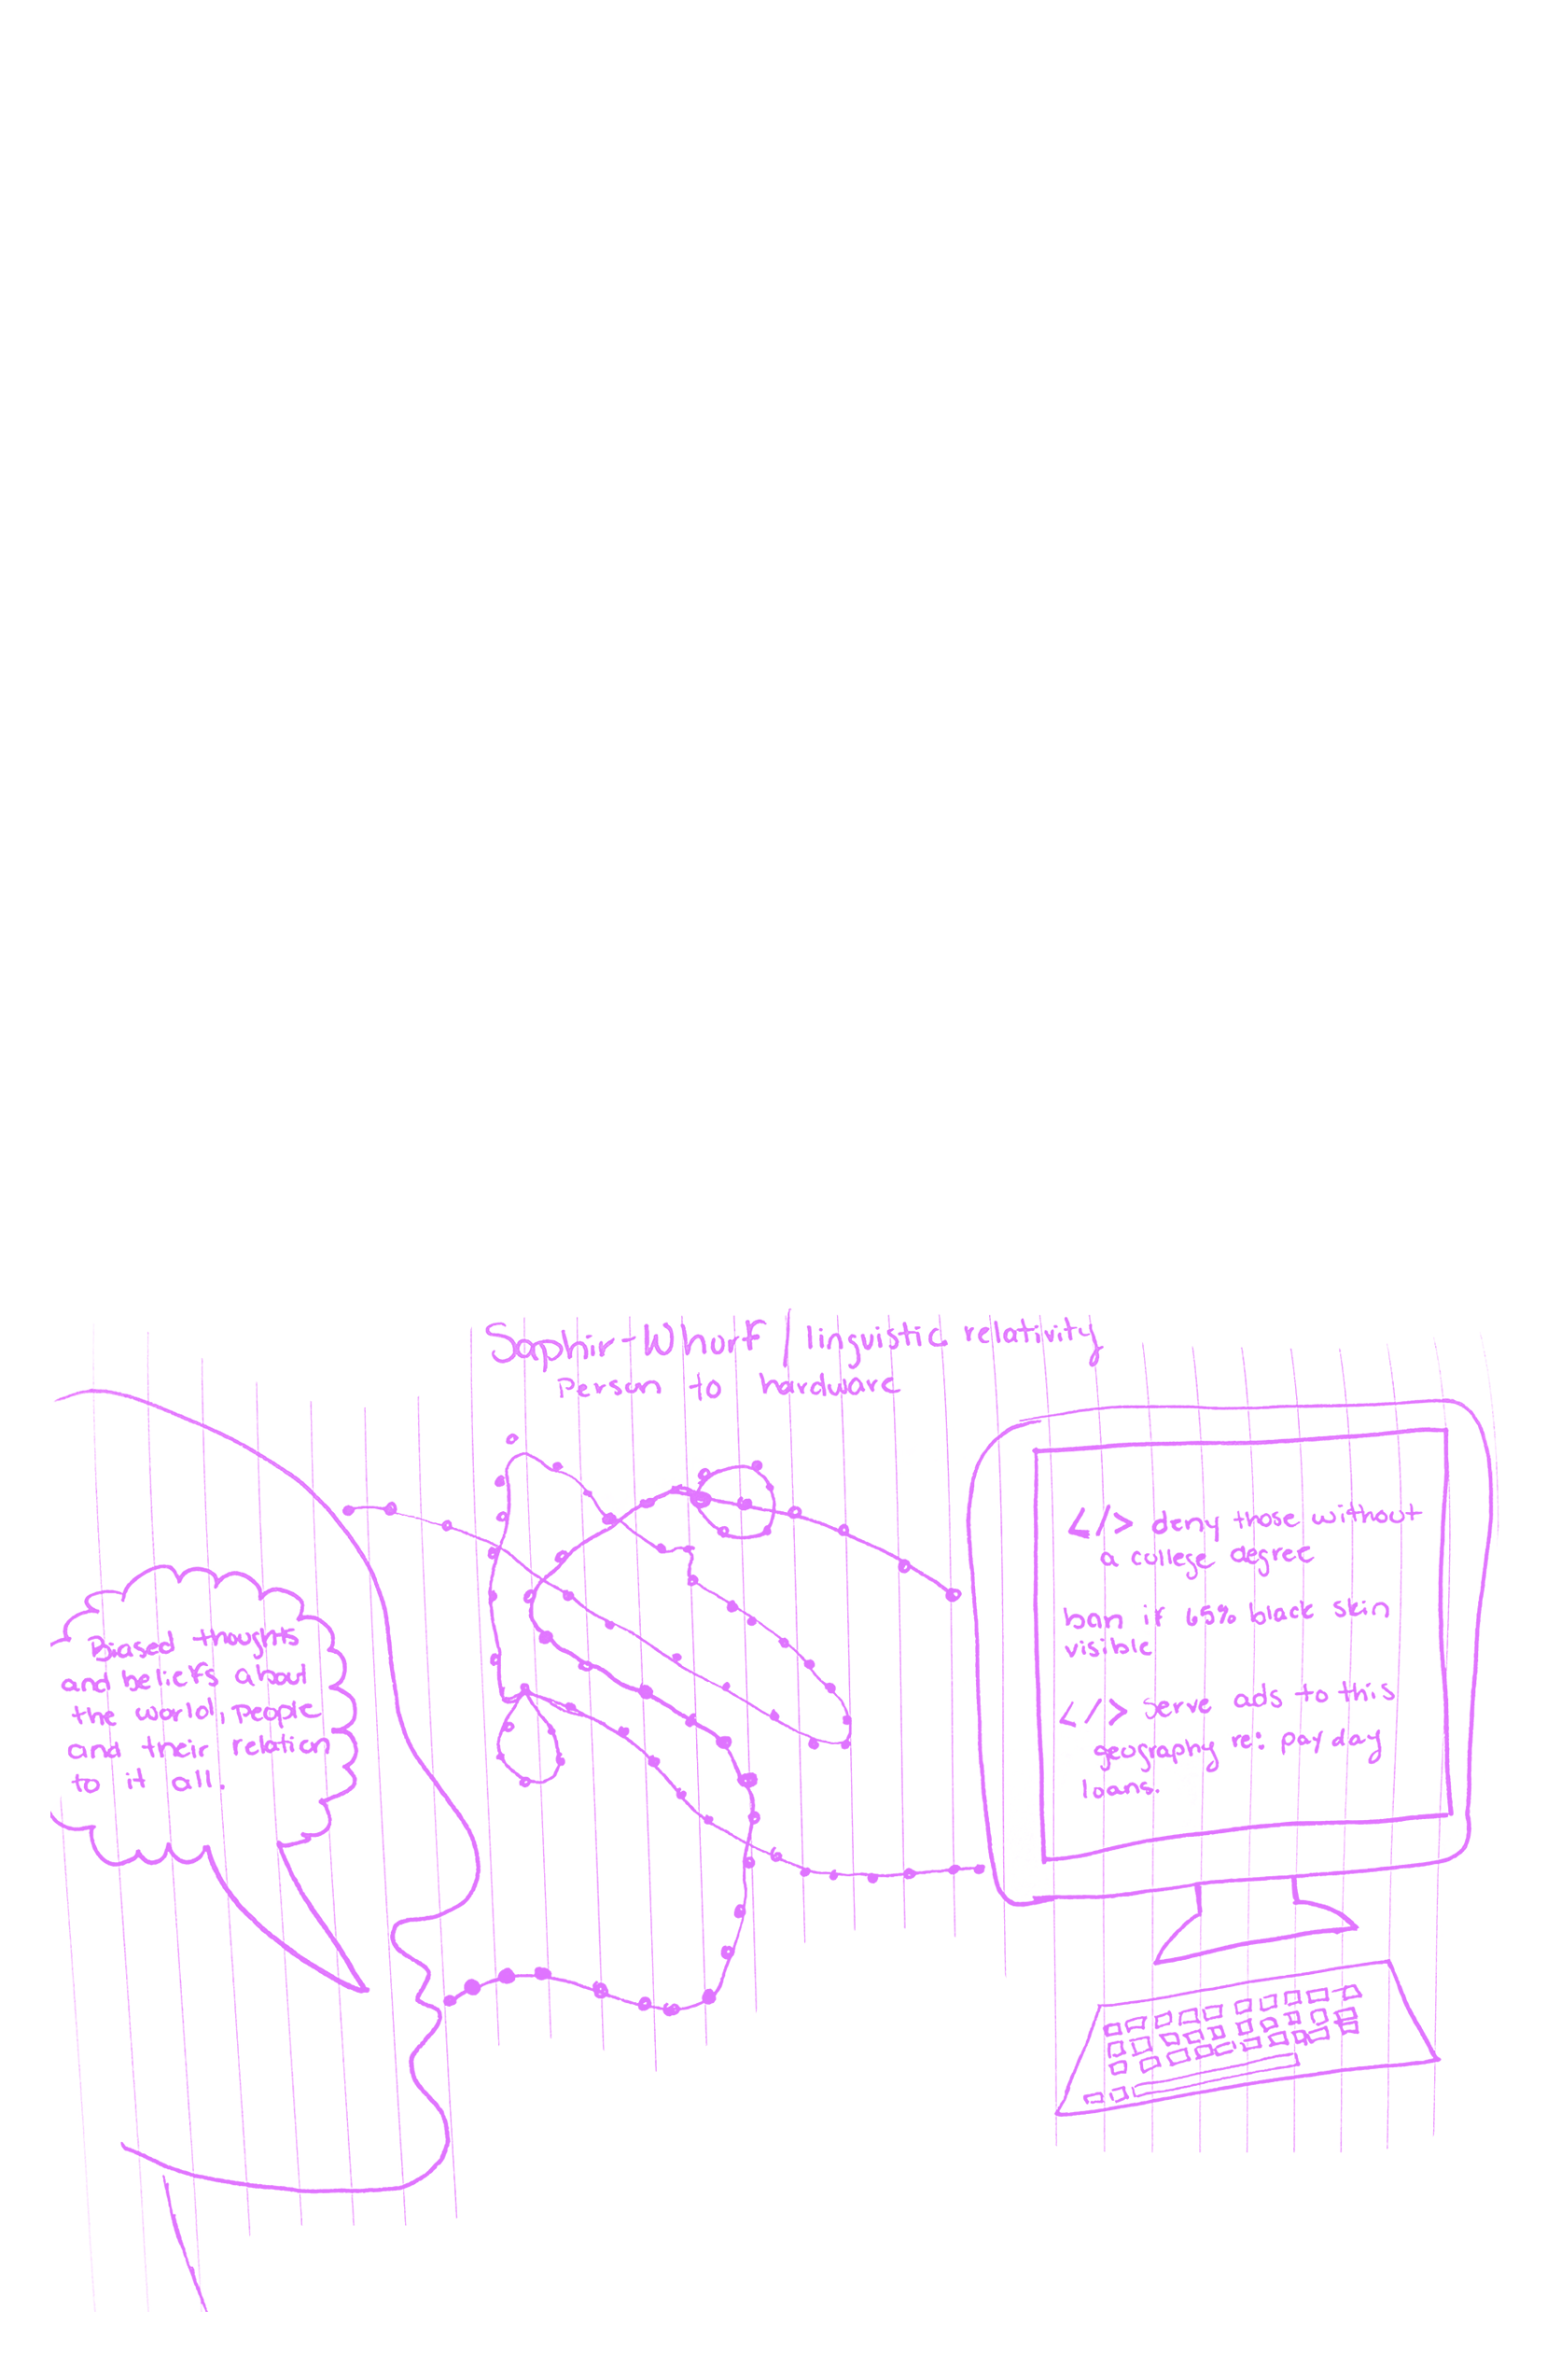 Saphir-Whorf / linguistic relativity
Person to hardware
Biased thoughts
and beliefs about
the world, people
and their relation
to it all.
</> deny those without
a college degree
ban if 65% black skin
visible
</> serve ads to this
geography re: pay day
loans.